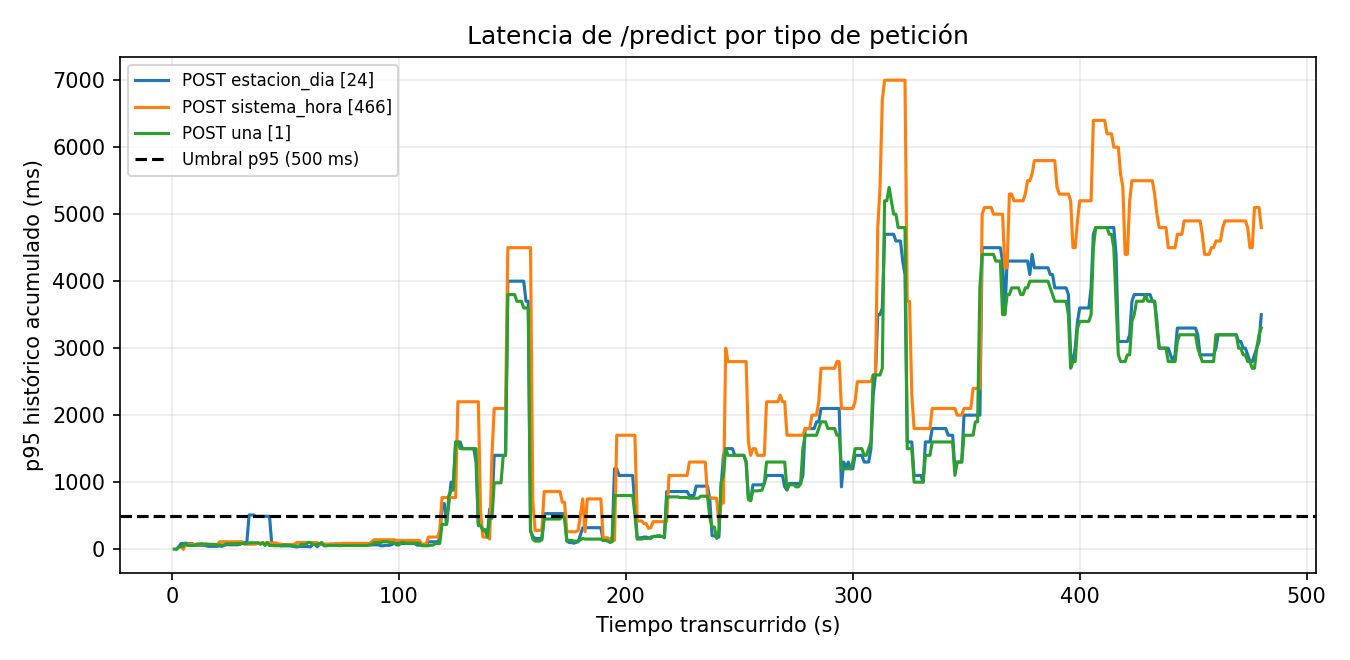 Latencia de /predict por tipo de petición
POST estacion_dia [24]
POST sistema_hora [466]
POST una [1]
Umbral p95 (500 ms)
p95 histórico acumulado (ms)
7000
6000
5000
4000
3000
2000
1000
0
0 100 200 300 400 500
Tiempo transcurrido (s)